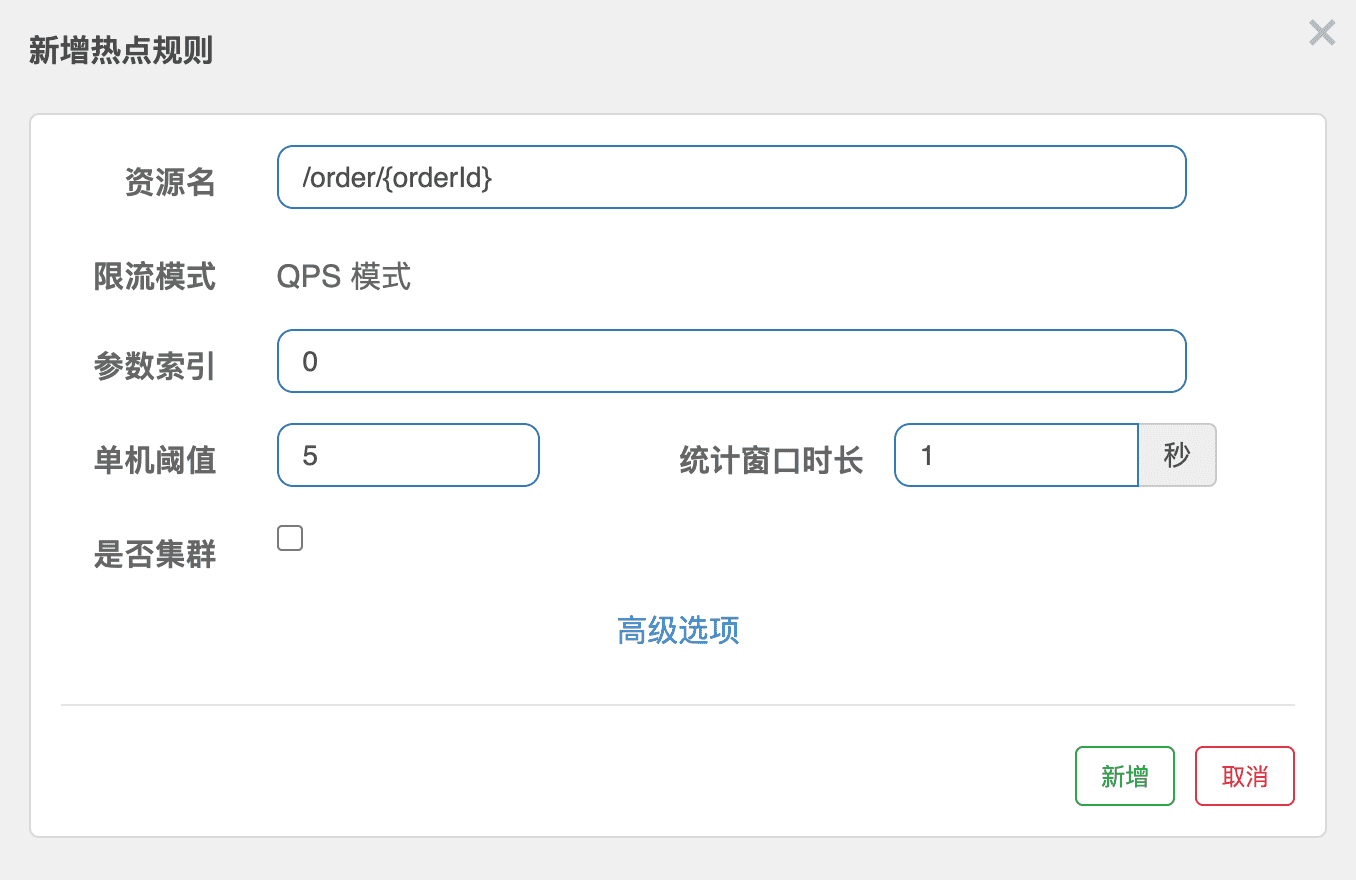 新增热点规则
×
资源名 /order/{orderId}
限流模式 QPS 模式
参数索引 0
单机阈值 5 统计窗口时长 1 秒
是否集群
高级选项
新增 取消